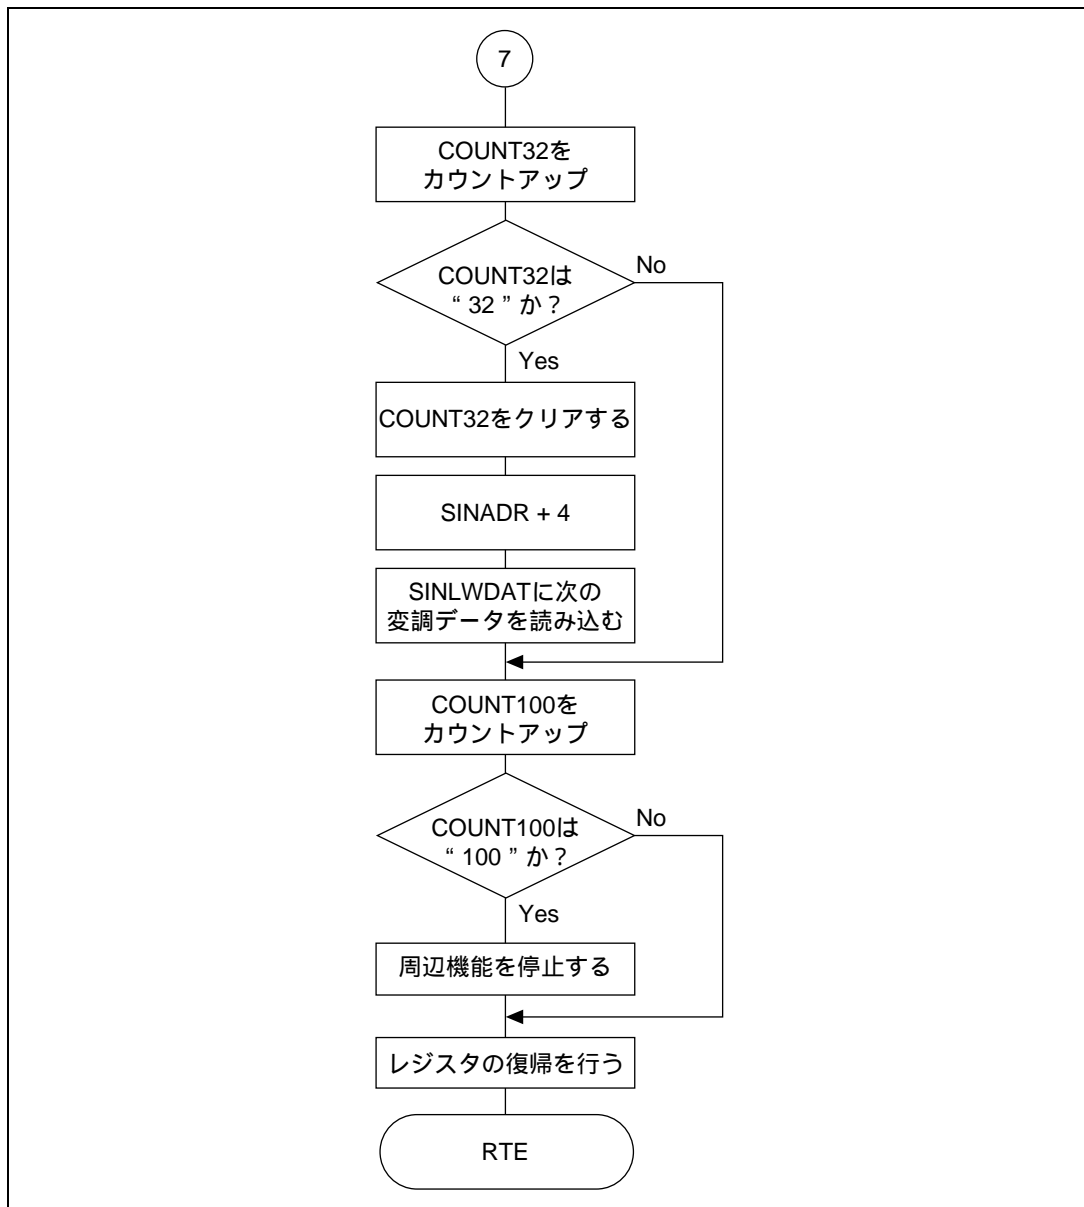 7
COUNT32を
カウントアップ
COUNT32は
“ 32 ” か？
No
Yes
COUNT32をクリアする
SINADR + 4
SINLWDATに次の
変調データを読み込む
COUNT100を
カウントアップ
COUNT100は
“ 100 ” か？
No
Yes
周辺機能を停止する
レジスタの復帰を行う
RTE